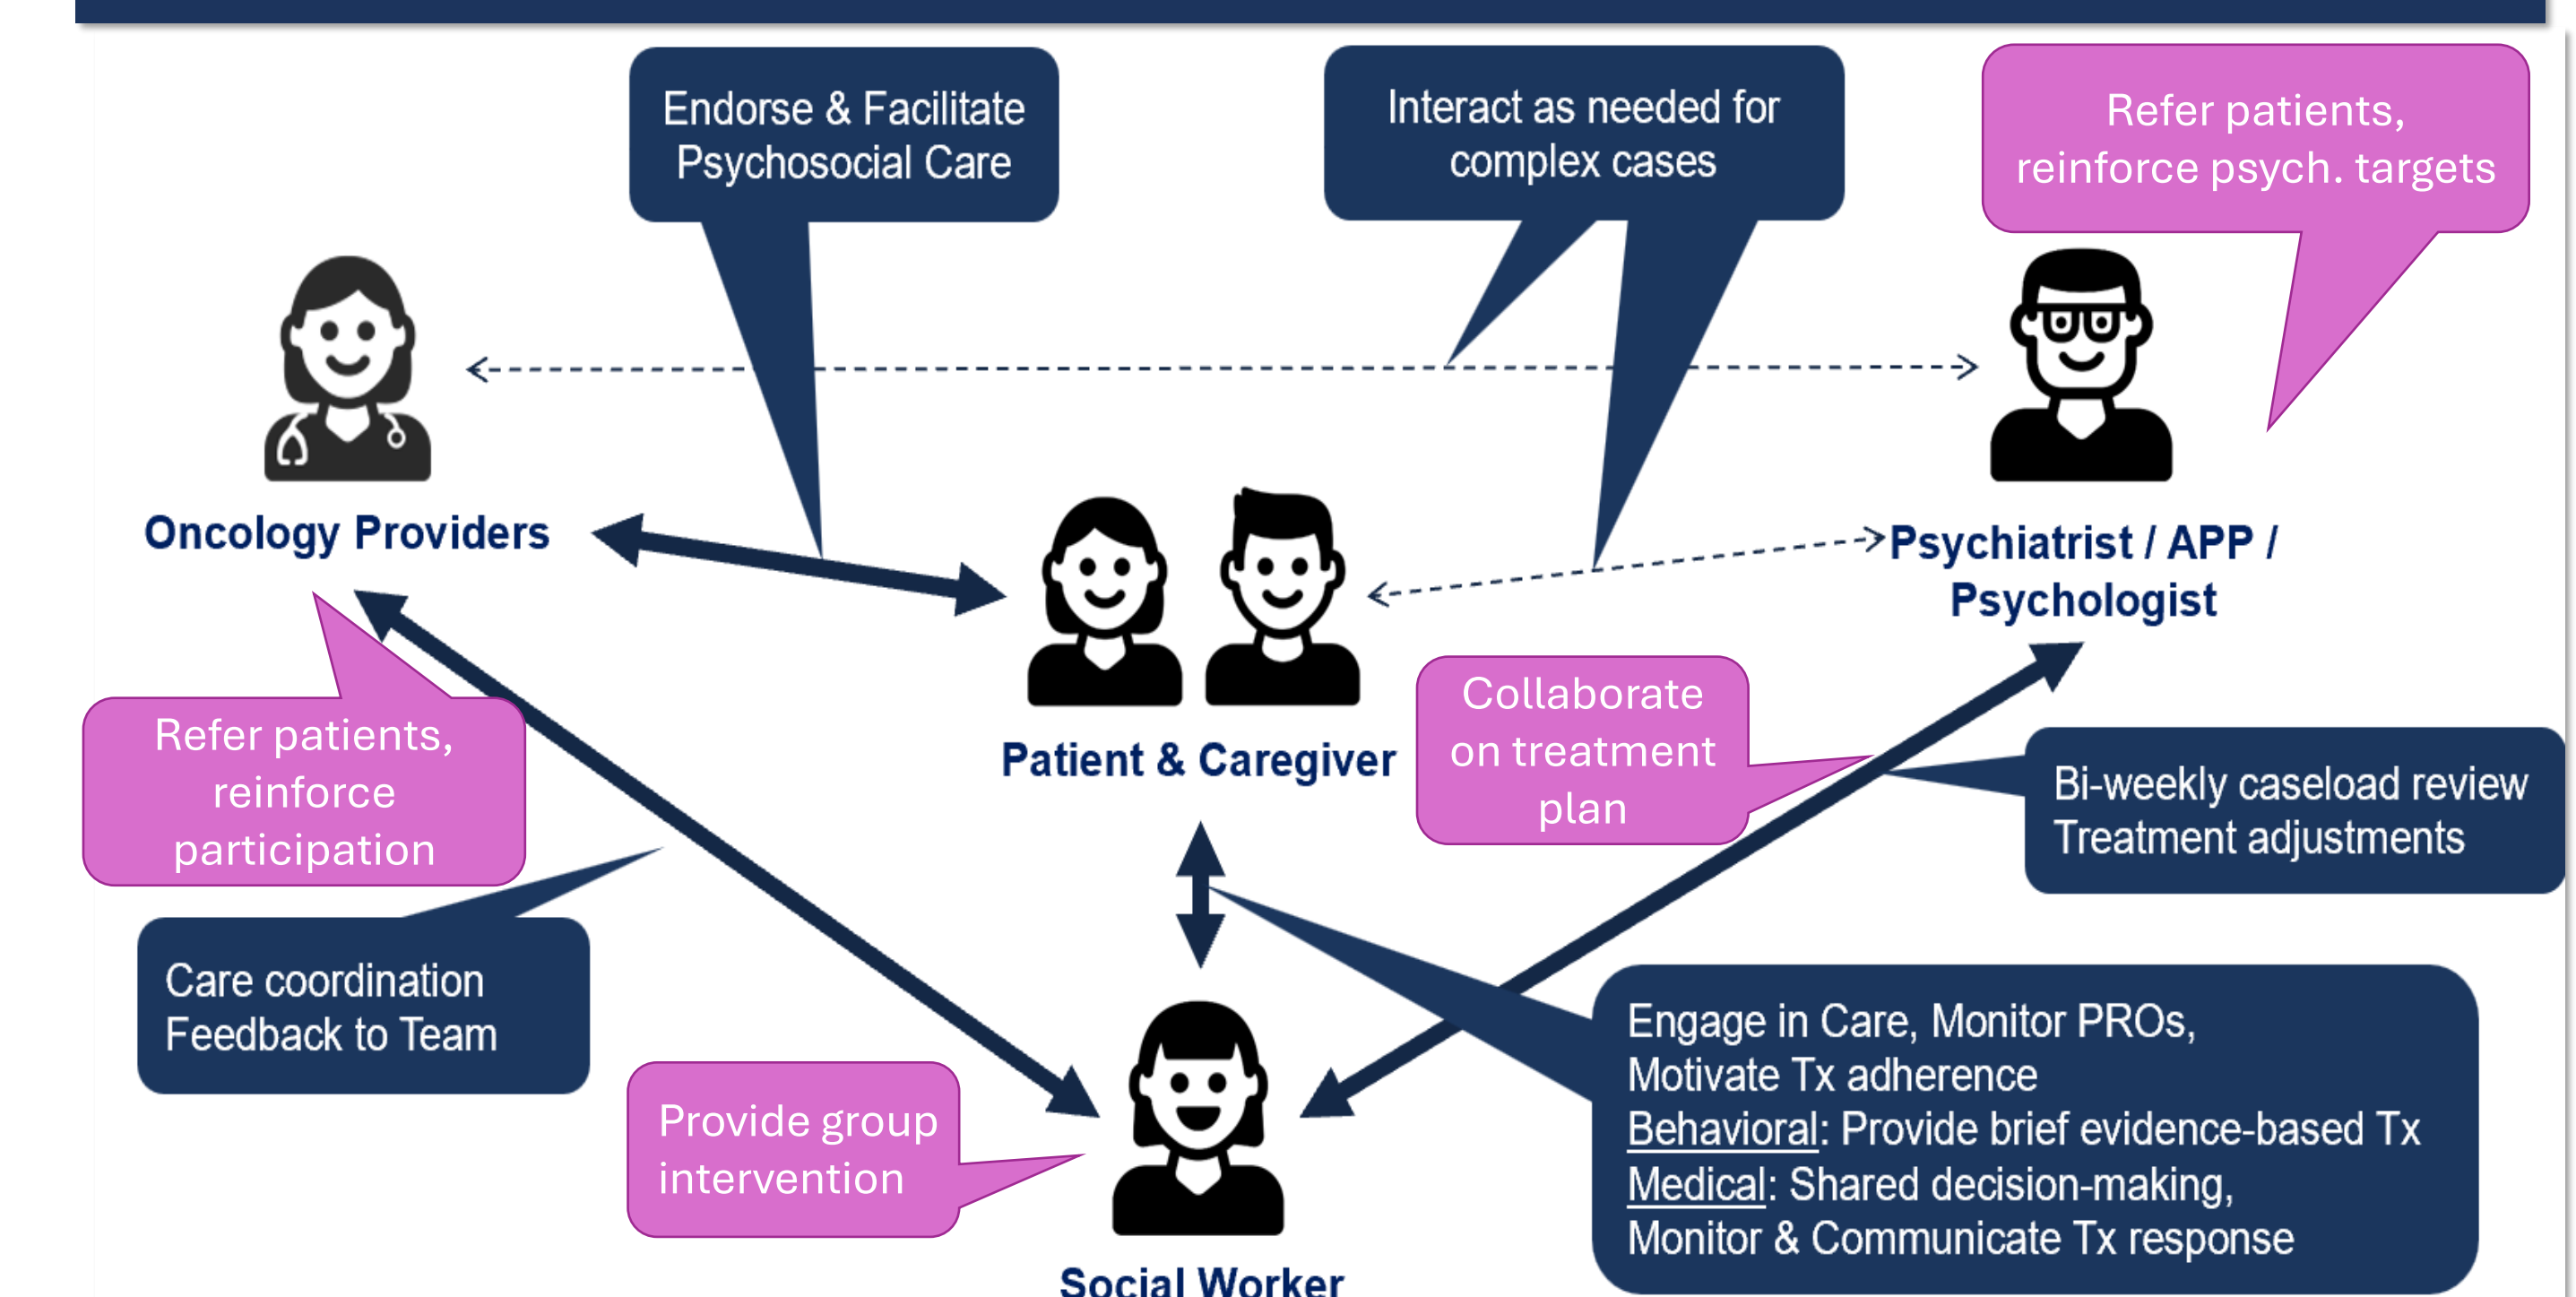 Endorse & Facilitate
Psychosocial Care
Interact as needed for
complex cases
Refer patients,
reinforce psych. targets
Oncology Providers
Psychiatrist / APP /
Psychologist
Patient & Caregiver
Refer patients,
reinforce
participation
Collaborate
on treatment
plan
Bi-weekly caseload review
Treatment adjustments
Care coordination
Feedback to Team
Provide group
intervention
Engage in Care, Monitor PROs,
Motivate Tx adherence
Behavioral: Provide brief evidence-based Tx
Medical: Shared decision-making,
Monitor & Communicate Tx response
Social Worker